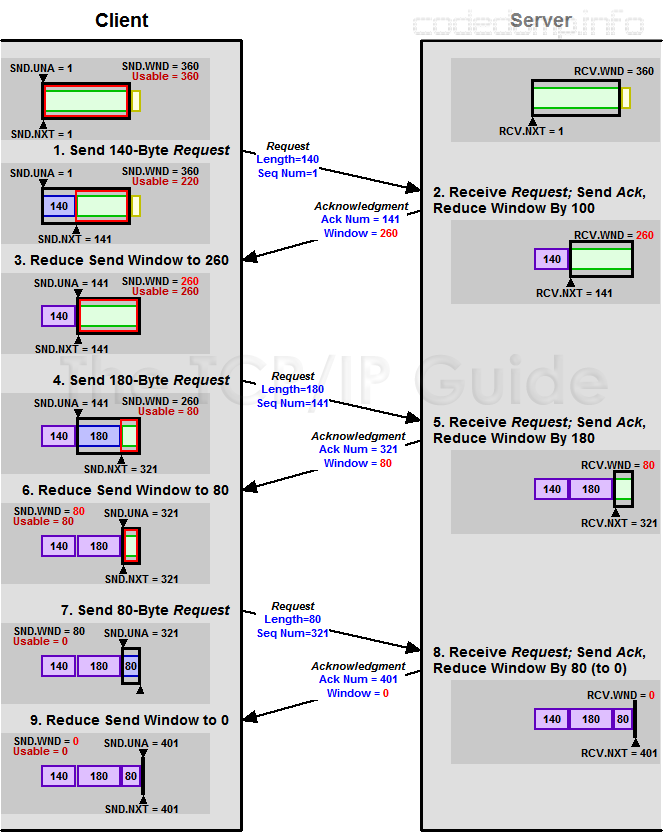 Client
Server
codedump.info
SND.UNA = 1
SND.WND = 360
Usable = 360
SND.NXT = 1
RCV.WND = 360
RCV.NXT = 1
1. Send 140-Byte Request
Request
Length=140
Seq Num=1
SND.UNA = 1
SND.WND = 360
Usable = 220
140
SND.NXT = 141
2. Receive Request; Send Ack,
Reduce Window By 100
Acknowledgment
Ack Num = 141
Window = 260
RCV.WND = 260
140
RCV.NXT = 141
3. Reduce Send Window to 260
SND.UNA = 141
SND.WND = 260
Usable = 260
140
SND.NXT = 141
The TCP/IP Guide
4. Send 180-Byte Request
Request
Length=180
Seq Num=141
SND.UNA = 141
SND.WND = 260
Usable = 80
140 180
SND.NXT = 321
5. Receive Request; Send Ack,
Reduce Window By 180
Acknowledgment
Ack Num = 321
Window = 80
RCV.WND = 80
140 180
RCV.NXT = 321
6. Reduce Send Window to 80
SND.WND = 80
Usable = 80
SND.UNA = 321
140 180
SND.NXT = 321
7. Send 80-Byte Request
Request
Length=80
Seq Num=321
SND.WND = 80
Usable = 0
SND.UNA = 321
140 180 80
8. Receive Request; Send Ack,
Reduce Window By 80 (to 0)
Acknowledgment
Ack Num = 401
Window = 0
RCV.WND = 0
140 180 80
RCV.NXT = 401
9. Reduce Send Window to 0
SND.WND = 0
Usable = 0
SND.UNA = 401
140 180 80
SND.NXT = 401